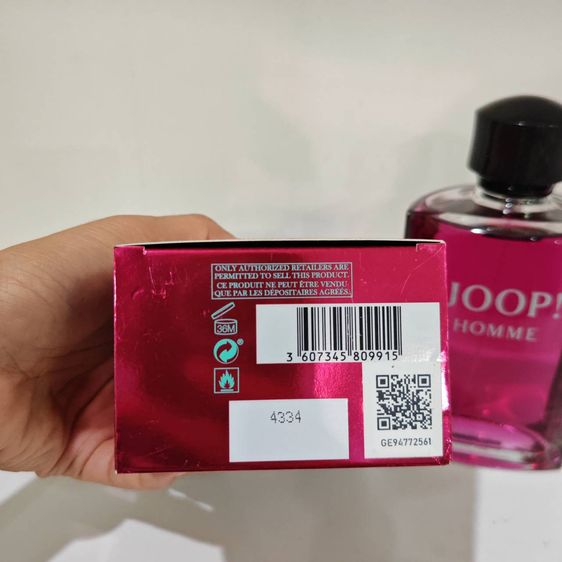 ONLY AUTHORIZED RETAILERS ARE
PERMITTED TO SELL THIS PRODUCT.
CE PRODUIT NE PEUT ÊTRE VENDU
QUE PAR LES DÉPOSITAIRES AGRÉÉS.
36M
3 607345 809915
4334
GE94772561
JOOP!
HOMME